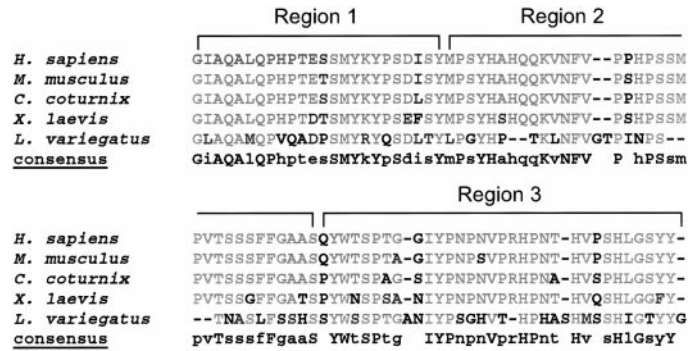 Region 1 Region 2
H. sapiens GIAQALQPHPTESSMYKYPSDISYMPSYHAHQQKVNFV--PPHPSSM
M. musculus GIAQALQPHPTETSMYKYPSDISYMPSYHAHQQKVNFV--PSHPSSM
C. coturnix GIAQALQPHPTESSMYKYPSDLSYMPSYHAHQQKVNFV--PPHPSSM
X. laevis GIAQALQPHPTDTSMYKYPSEFSYMPSYHSHQQKVNFV--PSHPSSM
L. variegatus GLAQAMQPVQADPSMYRYQSDLTYLPGYHP--TKLNFVGTPINPS--
consensus GiAQAlQPhptesSMYkYpSdisYmPsYHahqqKvNFV  P hPSsm
Region 3
H. sapiens PVTSSSFFGAASQYWTSPTG-GIYPNPNVPRHPNT-HVPSHLGSYY-
M. musculus PVTSSSFFGAASQYWTSPTA-GIYPNPSVPRHPNT-HVPSHLGSYY-
C. coturnix PVTSSSFFGAASPYWTSPAG-SIYPNPNVPRHPNA-HVSSHLGSYY-
X. laevis PVTSSGFFGATSPYWNSPSA-NIYPNPNVPRHPNT-HVQSHLGGFY-
L. variegatus --TNASLFSSHSSYWSSPTGANIYPSGHVT-HPHASHMSSHIGTYYG
consensus pvTsssfFgaaS YWtSPtg  IYPnpnVprHPnt Hv sHlGsyY